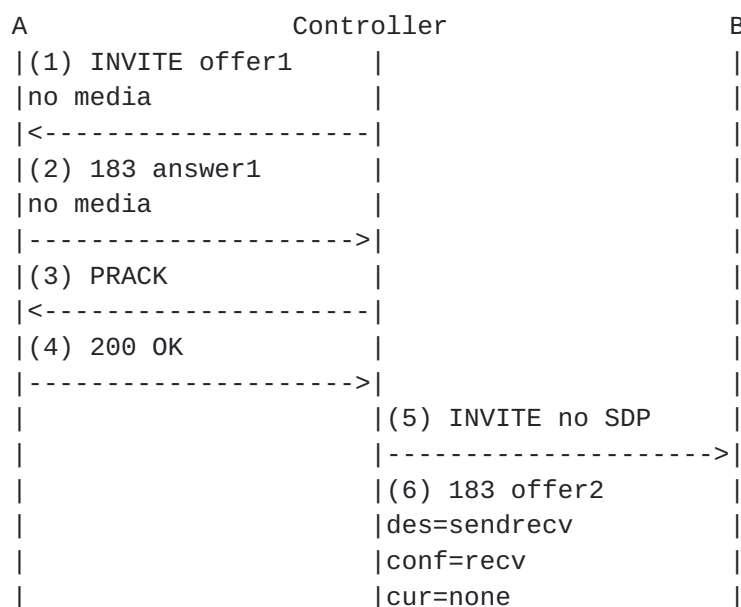 A                 Controller                  B
|(1) INVITE offer1     |                      |
|no media              |                      |
|<---------------------|                      |
|(2) 183 answer1       |                      |
|no media              |                      |
|--------------------->|                      |
|(3) PRACK             |                      |
|<---------------------|                      |
|(4) 200 OK            |                      |
|--------------------->|                      |
|                      |(5) INVITE no SDP     |
|                      |--------------------->|
|                      |(6) 183 offer2        |
|                      |des=sendrecv          |
|                      |conf=recv             |
|                      |cur=none              |